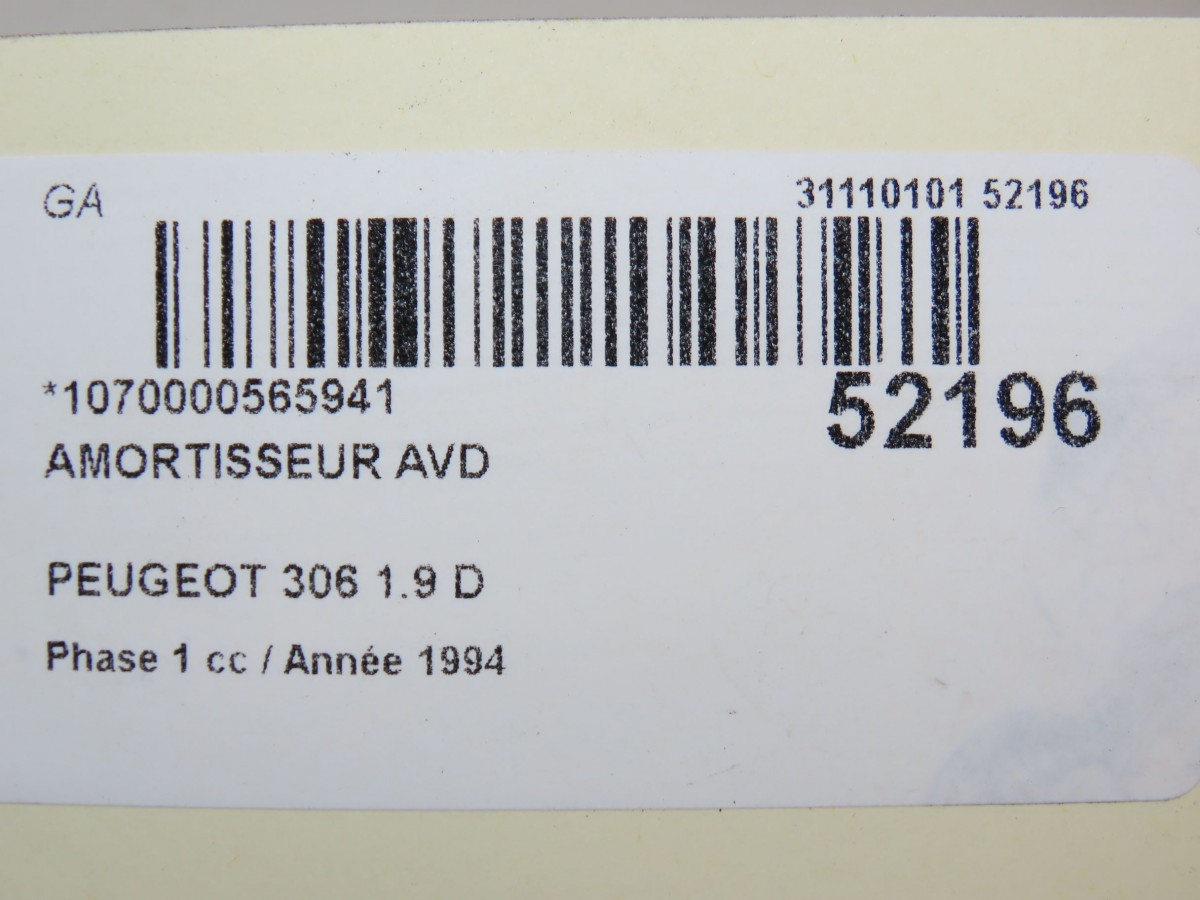 GA
31110101 52196
*1070000565941
52196
AMORTISSEUR AVD
PEUGEOT 306 1.9 D
Phase 1 cc / Année 1994